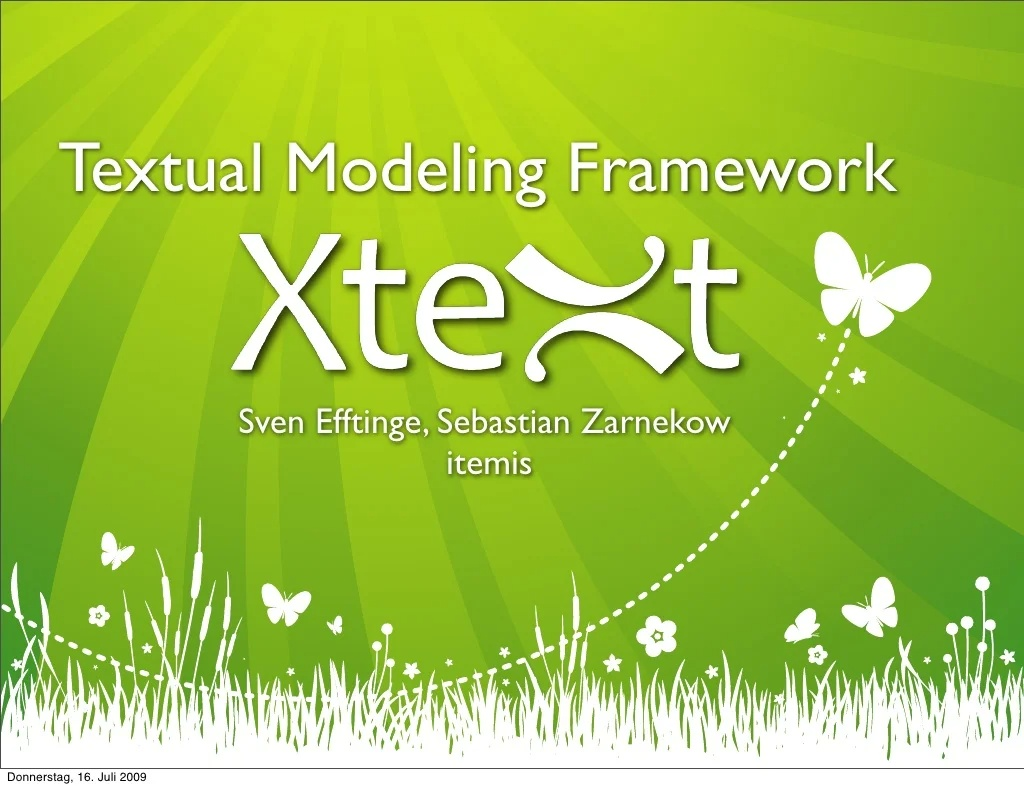 Textual Modeling Framework
Xtext
Sven Efftinge, Sebastian Zarnekow
itemis
Donnerstag, 16. Juli 2009